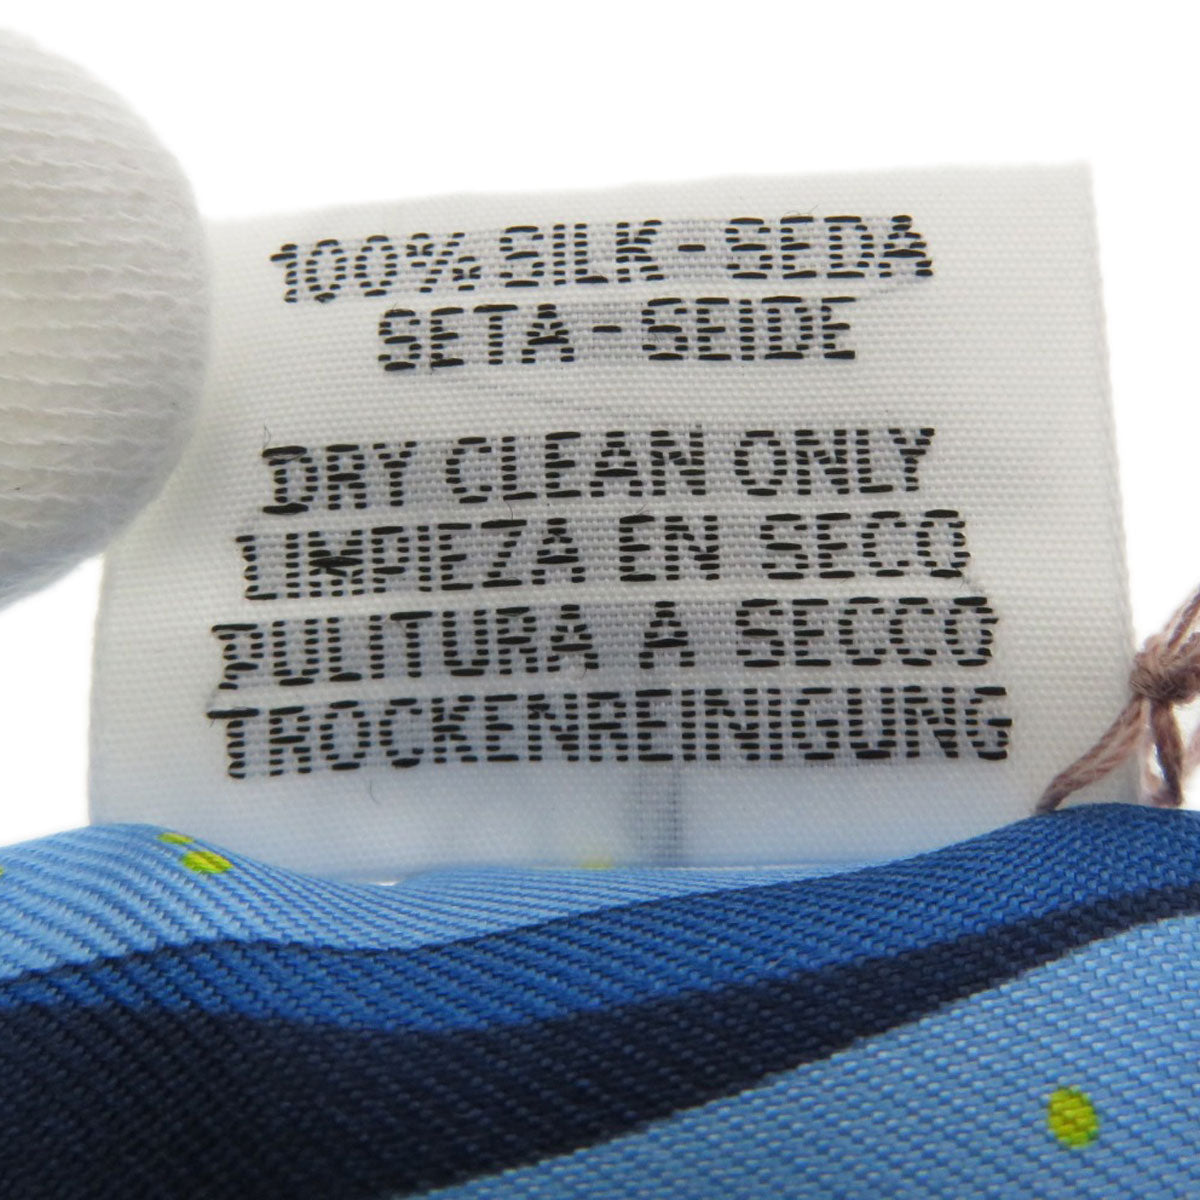 100% SILK - SEDA
SETA - SEIDE
DRY CLEAN ONLY
LIMPIEZA EN SECO
PULITURA A SECCO
TROCKENREINIGUNG